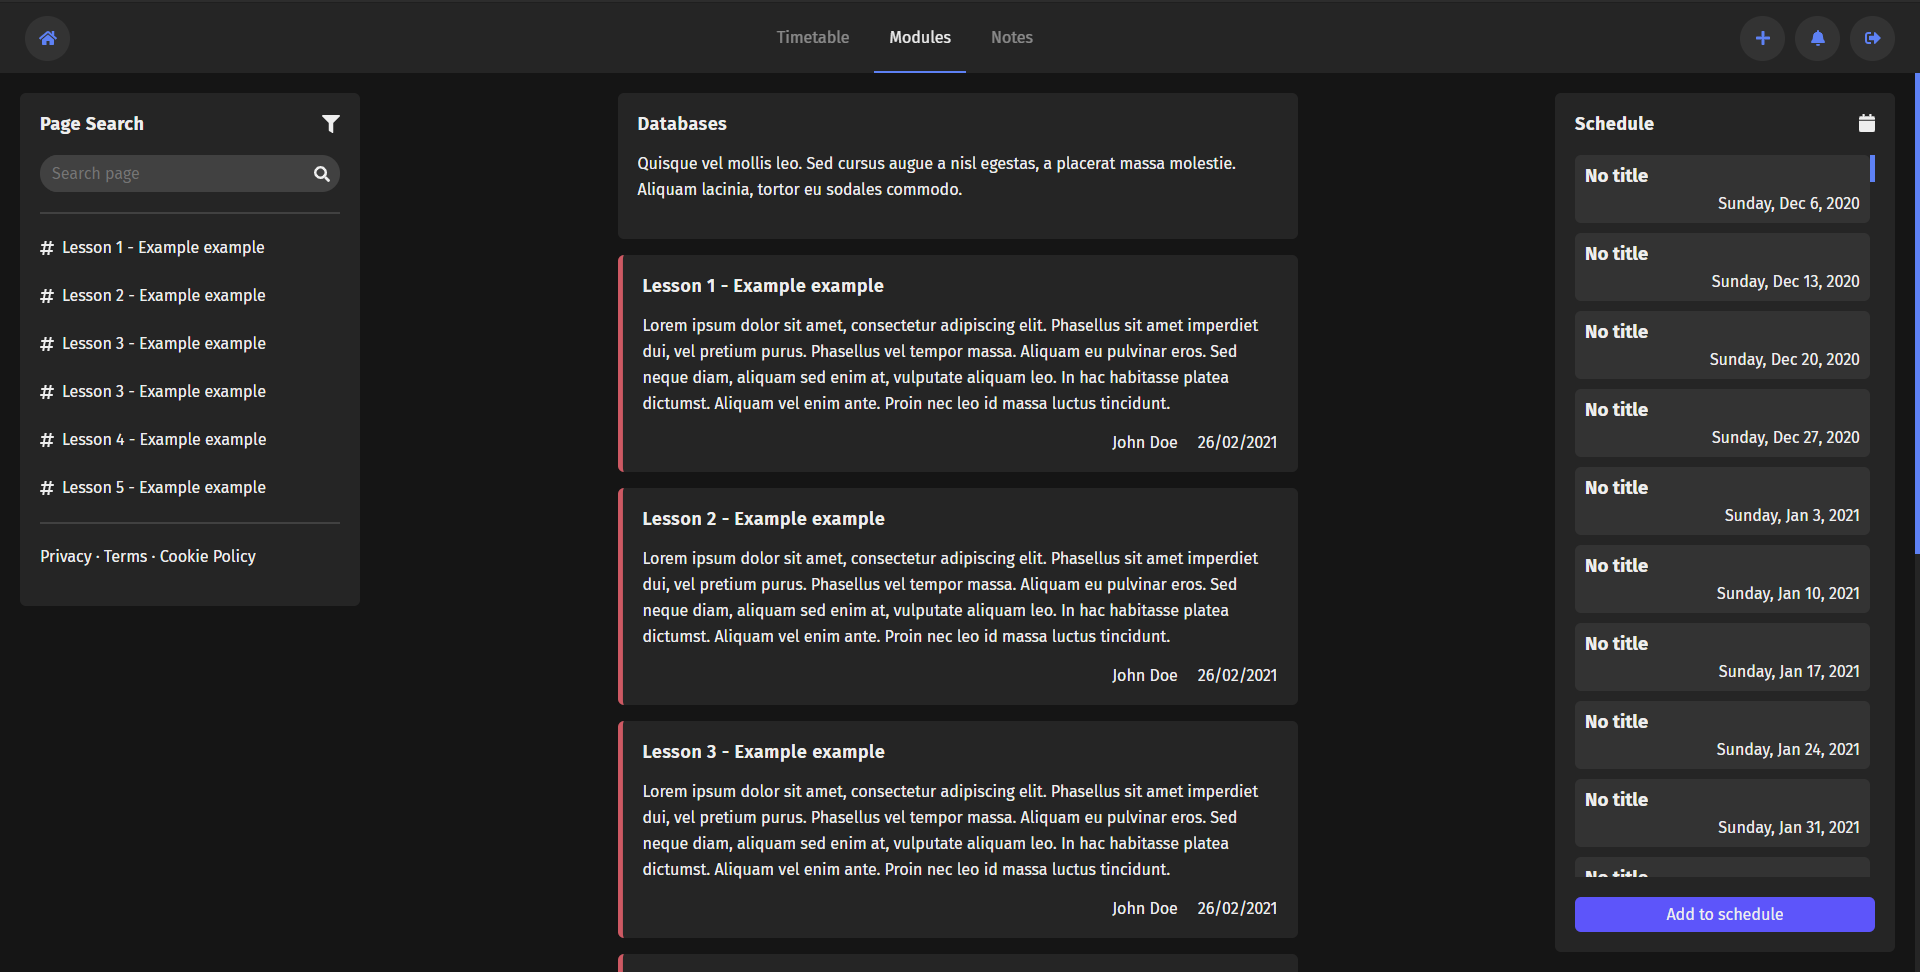 Timetable
Modules
Notes
Page Search
Search page
# Lesson 1 - Example example
# Lesson 2 - Example example
# Lesson 3 - Example example
# Lesson 3 - Example example
# Lesson 4 - Example example
# Lesson 5 - Example example
Privacy · Terms · Cookie Policy
Databases
Quisque vel mollis leo. Sed cursus augue a nisl egestas, a placerat massa molestie.
Aliquam lacinia, tortor eu sodales commodo.
Lesson 1 - Example example
Lorem ipsum dolor sit amet, consectetur adipiscing elit. Phasellus sit amet imperdiet
dui, vel pretium purus. Phasellus vel tempor massa. Aliquam eu pulvinar eros. Sed
neque diam, aliquam sed enim at, vulputate aliquam leo. In hac habitasse platea
dictumst. Aliquam vel enim ante. Proin nec leo id massa luctus tincidunt.
John Doe 26/02/2021
Lesson 2 - Example example
Lorem ipsum dolor sit amet, consectetur adipiscing elit. Phasellus sit amet imperdiet
dui, vel pretium purus. Phasellus vel tempor massa. Aliquam eu pulvinar eros. Sed
neque diam, aliquam sed enim at, vulputate aliquam leo. In hac habitasse platea
dictumst. Aliquam vel enim ante. Proin nec leo id massa luctus tincidunt.
John Doe 26/02/2021
Lesson 3 - Example example
Lorem ipsum dolor sit amet, consectetur adipiscing elit. Phasellus sit amet imperdiet
dui, vel pretium purus. Phasellus vel tempor massa. Aliquam eu pulvinar eros. Sed
neque diam, aliquam sed enim at, vulputate aliquam leo. In hac habitasse platea
dictumst. Aliquam vel enim ante. Proin nec leo id massa luctus tincidunt.
John Doe 26/02/2021
Schedule
No title
Sunday, Dec 6, 2020
No title
Sunday, Dec 13, 2020
No title
Sunday, Dec 20, 2020
No title
Sunday, Dec 27, 2020
No title
Sunday, Jan 3, 2021
No title
Sunday, Jan 10, 2021
No title
Sunday, Jan 17, 2021
No title
Sunday, Jan 24, 2021
No title
Sunday, Jan 31, 2021
No title
Add to schedule